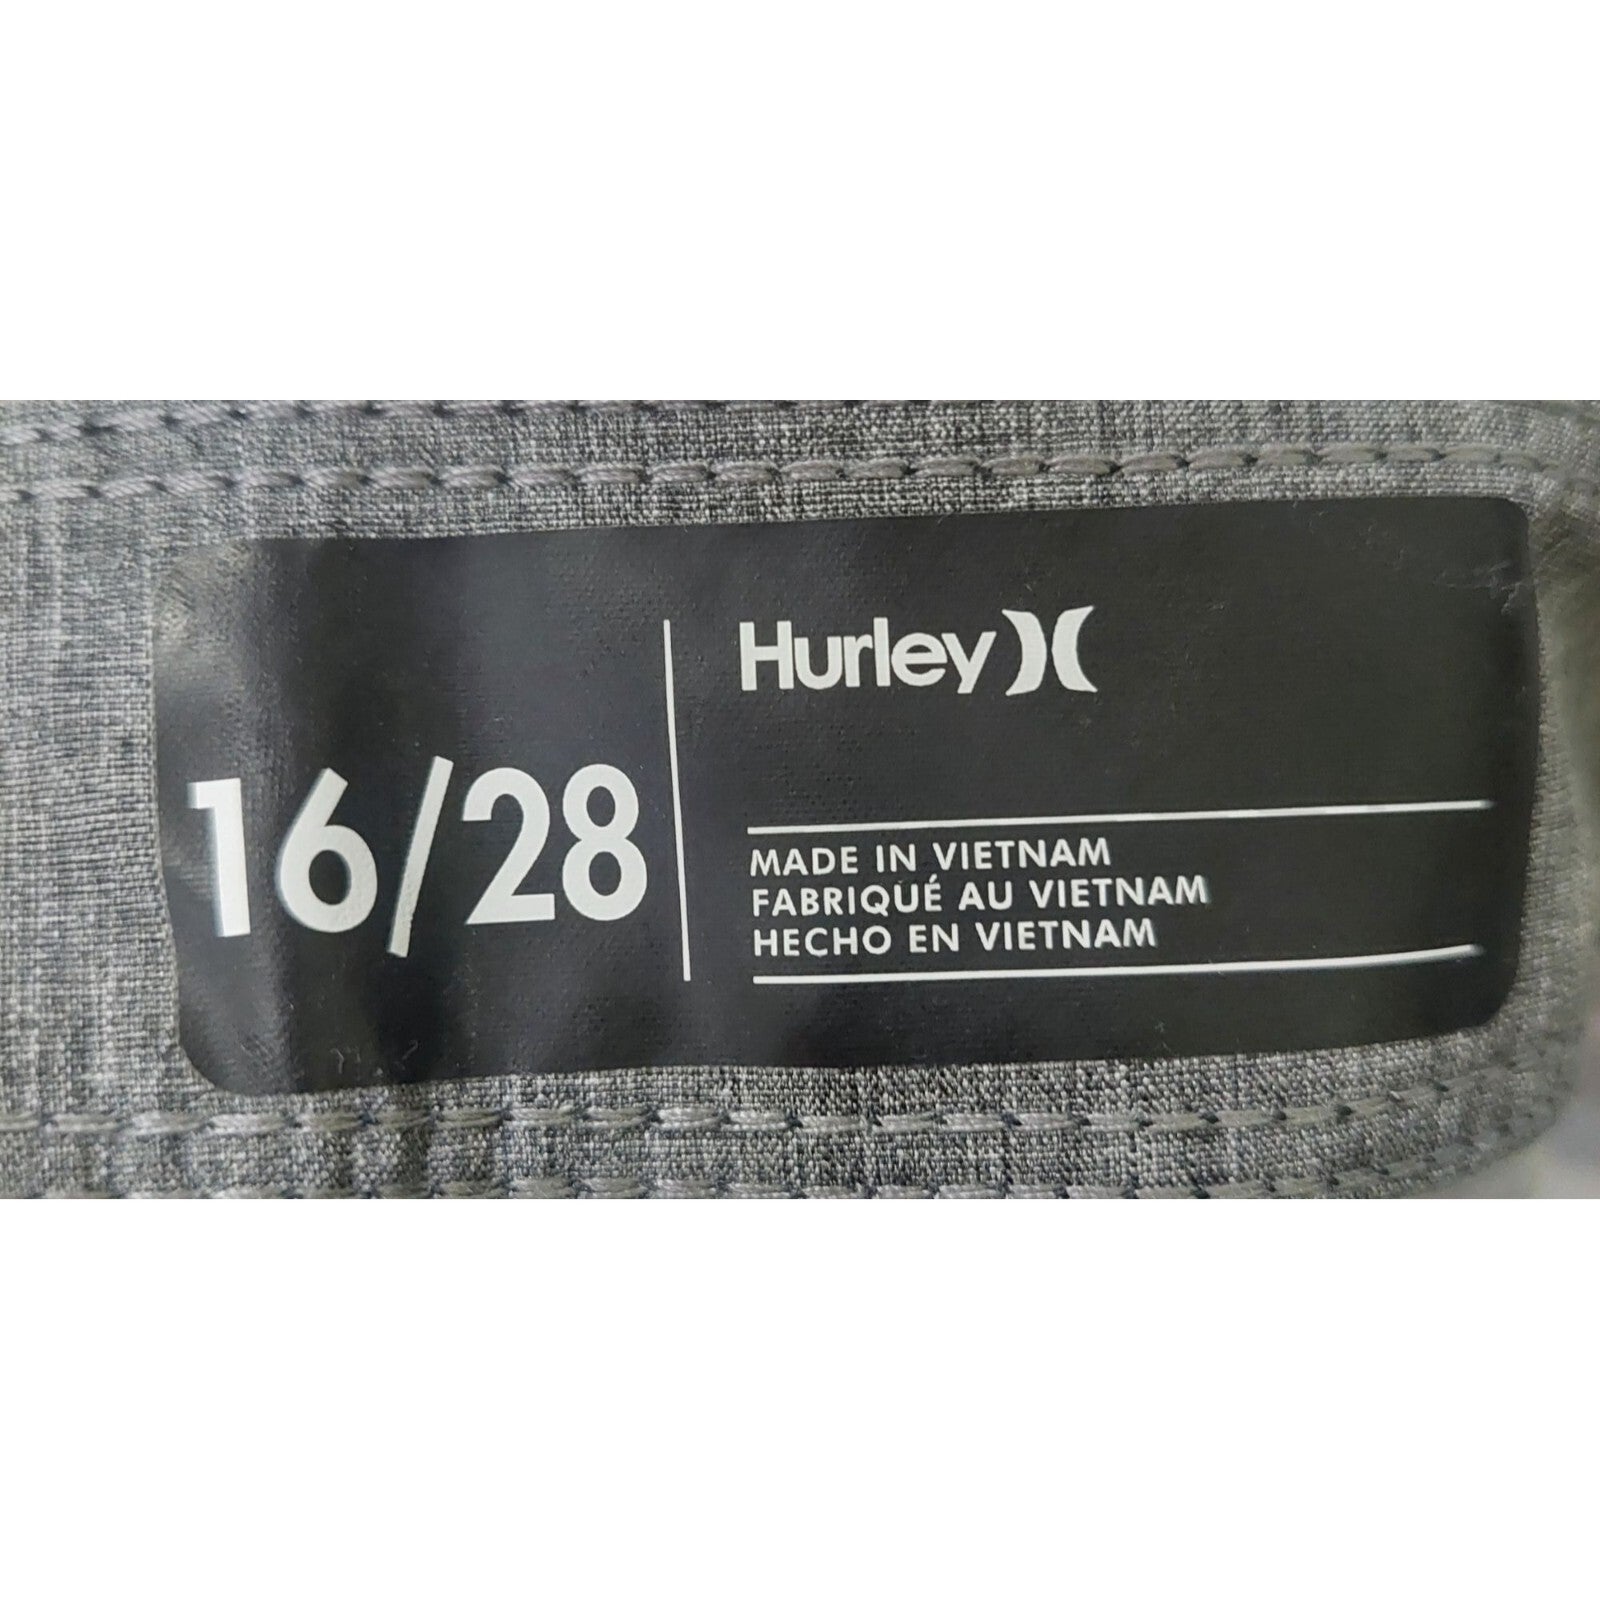 16/28
Hurley
MADE IN VIETNAM
FABRIQUÉ AU VIETNAM
HECHO EN VIETNAM